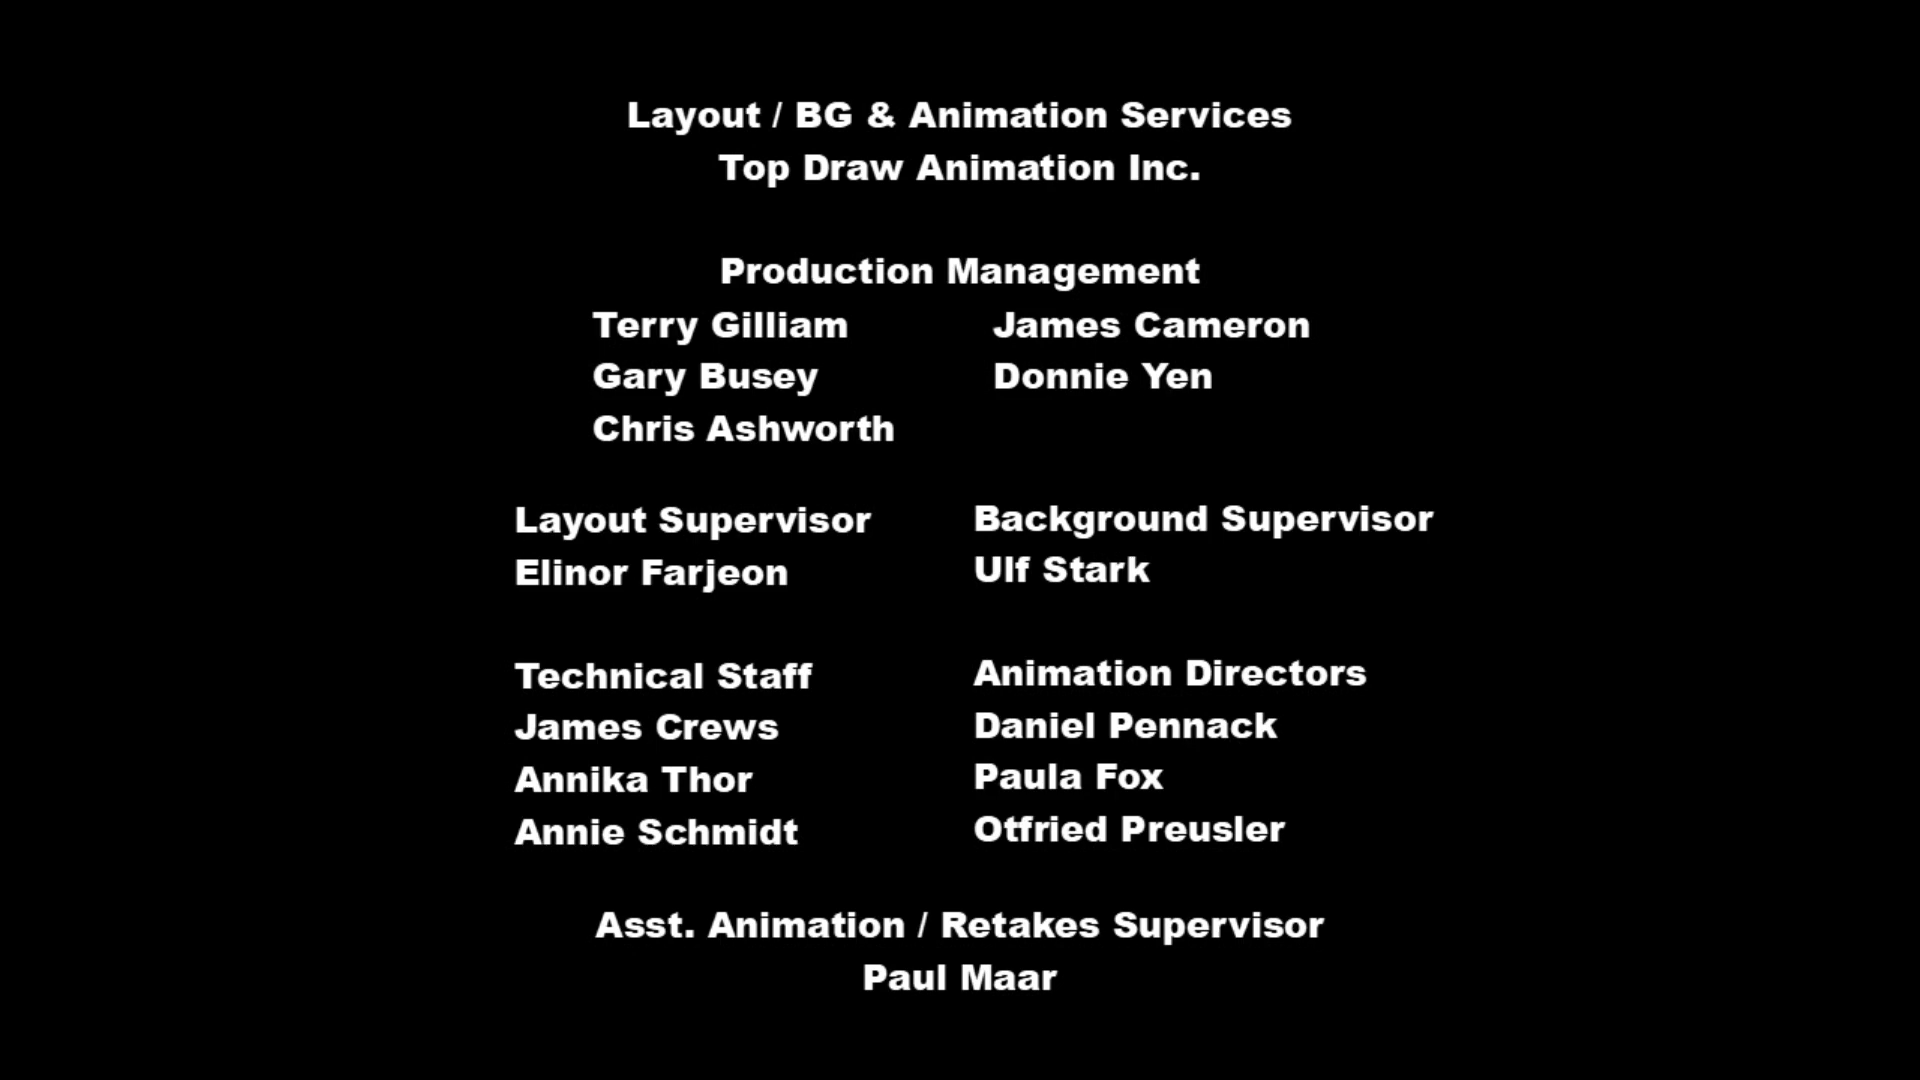 Layout / BG & Animation Services
Top Draw Animation Inc.
Production Management
Terry Gilliam
Gary Busey
Chris Ashworth
James Cameron
Donnie Yen
Layout Supervisor
Elinor Farjeon
Background Supervisor
Ulf Stark
Technical Staff
James Crews
Annika Thor
Annie Schmidt
Animation Directors
Daniel Pennack
Paula Fox
Otfried Preusler
Asst. Animation / Retakes Supervisor
Paul Maar